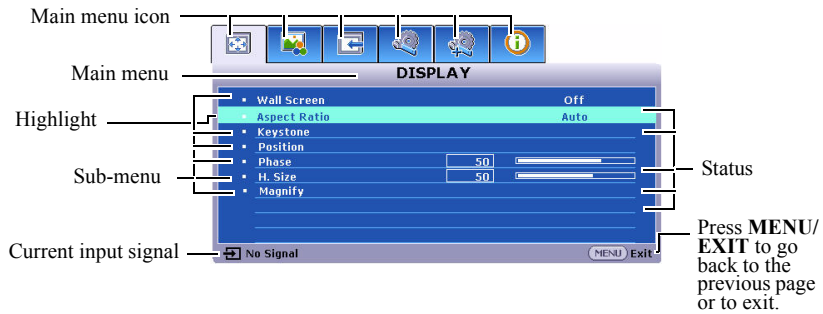 Main menu icon
Main menu
DISPLAY
Highlight
Wall Screen Off
Aspect Ratio Auto
Keystone
Position
Phase 50
H. Size 50
Magnify
Sub-menu
Status
Current input signal
No Signal
MENU Exit
Press MENU/
EXIT to go
back to the
previous page
or to exit.